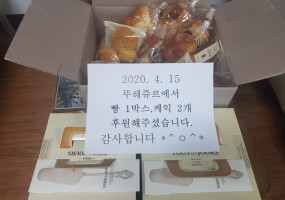 2020. 4. 15
뚜레쥬르에서
빵 1박스,케익 2개
후원해주셨습니다.
감사합니다 *^ㅇ^*